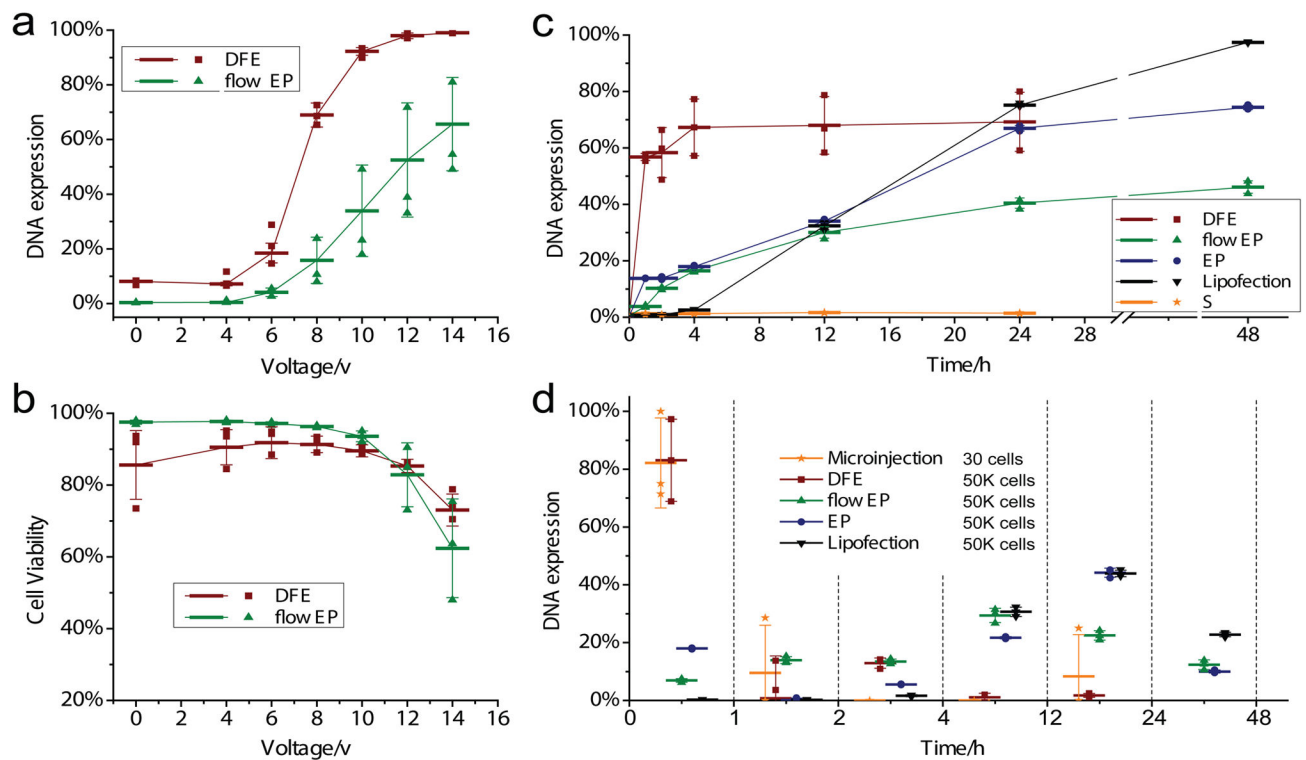 a
100%
80%
60%
40%
20%
0%
DNA expression
DFE
flow EP
0 2 4 6 8 10 12 14 16
Voltage/v
b
100%
80%
60%
40%
20%
Cell Viability
DFE
flow EP
0 2 4 6 8 10 12 14 16
Voltage/v
c
100%
80%
60%
40%
20%
0%
DNA expression
DFE
flow EP
EP
Lipofection
S
0 4 8 12 16 20 24 28 48
Time/h
d
100%
80%
60%
40%
20%
0%
DNA expression
Microinjection 30 cells
DFE 50K cells
flow EP 50K cells
EP 50K cells
Lipofection 50K cells
0 1 2 4 12 24 48
Time/h